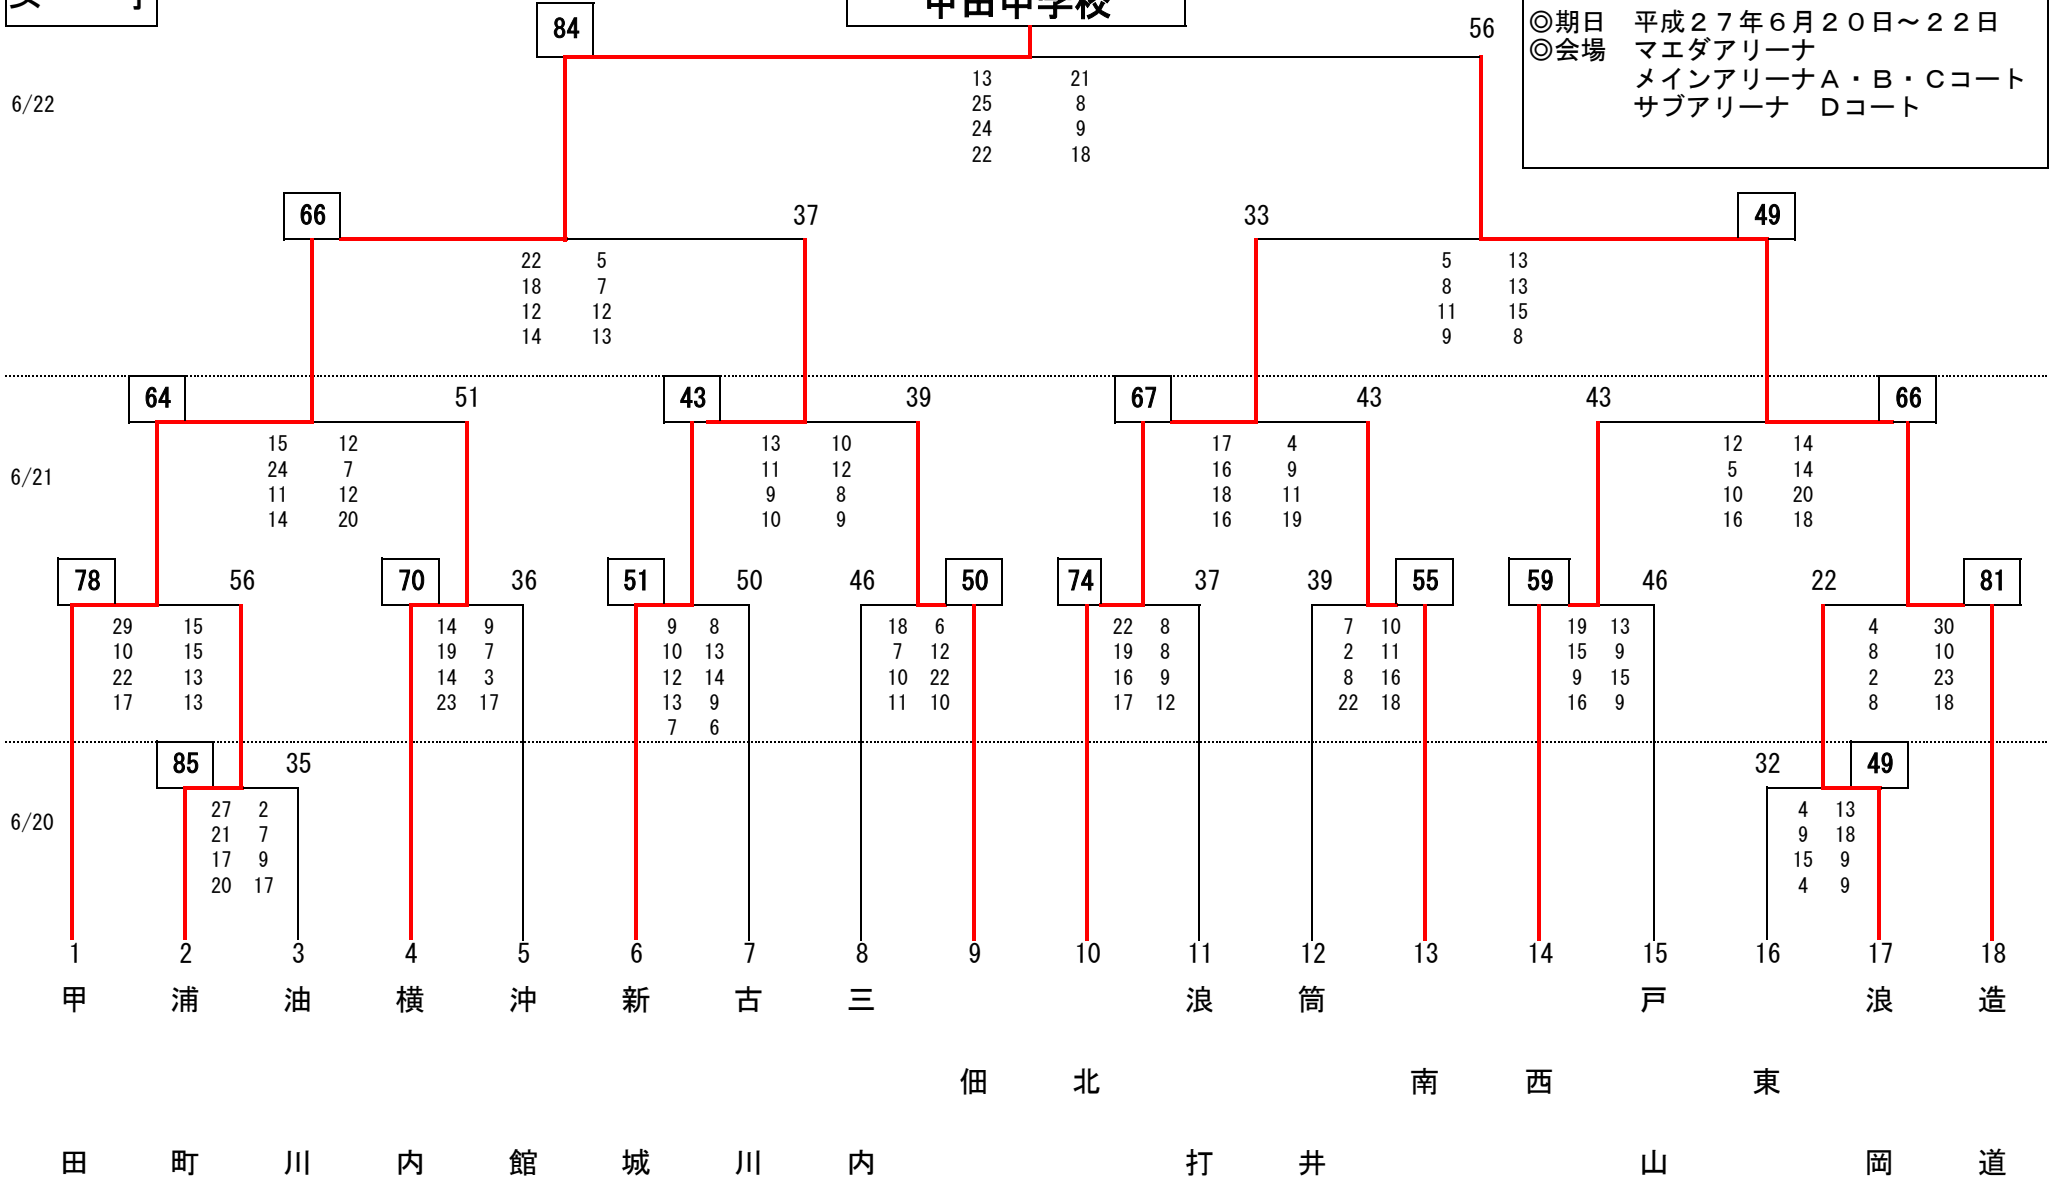 甲田中学校
84
56
◎期日 平成２７年６月２０日～２２日
◎会場 マエダアリーナ
メインアリーナＡ・Ｂ・Ｃコート
サブアリーナ Ｄコート
6/22
13 21
25 8
24 9
22 18
66 37 33 49
22 5 5 13
18 7 8 13
12 12 11 15
14 13 9 8
64 51 43 39 67 43 43 66
15 12 13 10 17 4 12 14
24 7 11 12 16 9 5 14
11 12 9 8 18 11 10 20
14 20 10 9 16 19 16 18
6/21
78 56 70 36 51 50 46 50 74 37 39 55 59 46 22 81
29 15 14 9 9 8 18 6 22 8 7 10 19 13 4 30
10 15 19 7 10 13 7 12 19 8 2 11 15 9 8 10
22 13 14 3 12 14 10 22 16 9 8 16 9 15 2 23
17 13 23 17 13 9 11 10 17 12 22 18 16 9 8 18
7 6
85 35 32 49
6/20
27 2 4 13
21 7 9 18
17 9 15 9
20 17 4 9
1 2 3 4 5 6 7 8 9 10 11 12 13 14 15 16 17 18
甲田
浦町
油川
横内
沖館
新城
古川
三内
佃
北
浪打
筒井
南
西
戸山
東
浪岡
造道